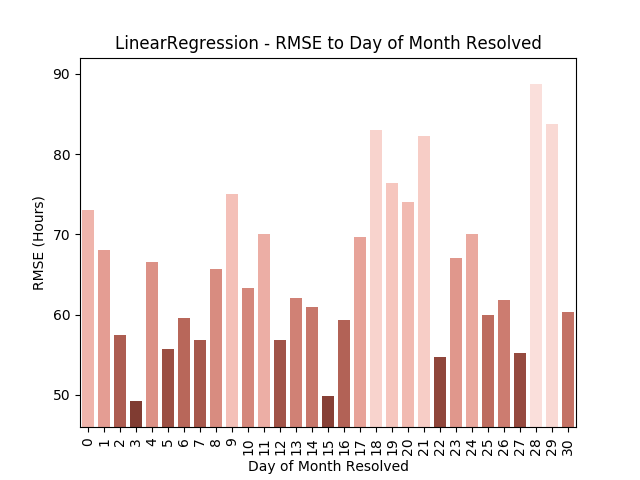 LinearRegression - RMSE to Day of Month Resolved
90
80
70
60
50
RMSE (Hours)
0 1 2 3 4 5 6 7 8 9 10 11 12 13 14 15 16 17 18 19 20 21 22 23 24 25 26 27 28 29 30
Day of Month Resolved